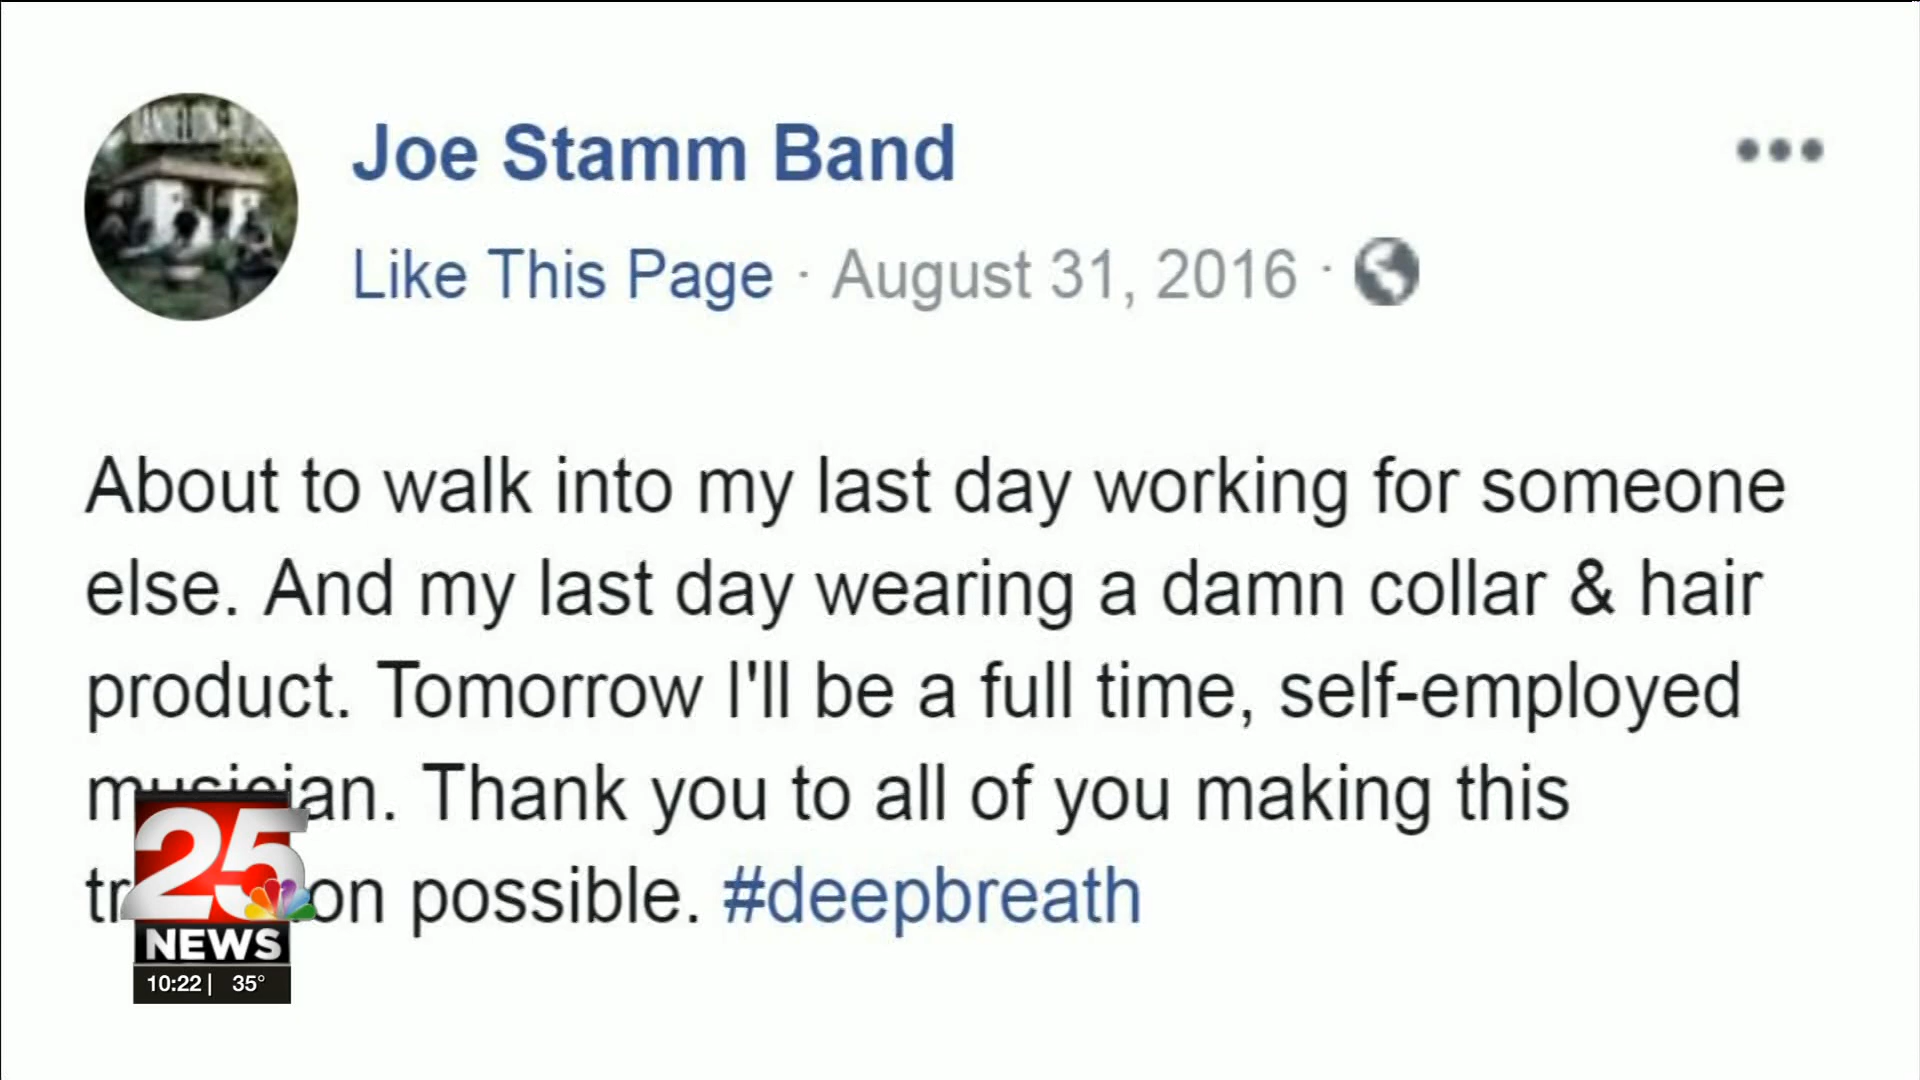 Joe Stamm Band
Like This Page · August 31, 2016 ·
About to walk into my last day working for someone
else. And my last day wearing a damn collar & hair
product. Tomorrow I'll be a full time, self-employed
musician. Thank you to all of you making this
possible. #deepbreath
25
NEWS
10:22 | 35°